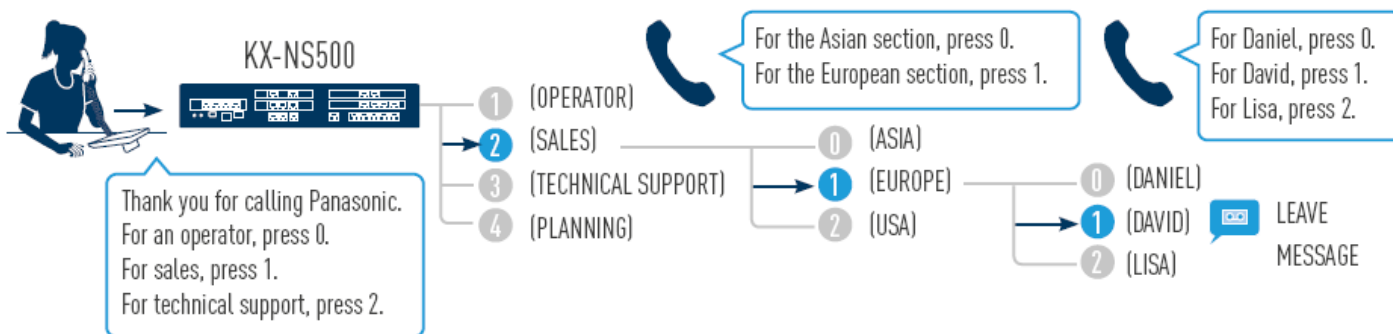 KX-NS500
Thank you for calling Panasonic.
For an operator, press 0.
For sales, press 1.
For technical support, press 2.
1 (OPERATOR)
2 (SALES)
3 (TECHNICAL SUPPORT)
4 (PLANNING)
For the Asian section, press 0.
For the European section, press 1.
0 (ASIA)
1 (EUROPE)
2 (USA)
For Daniel, press 0.
For David, press 1.
For Lisa, press 2.
0 (DANIEL)
1 (DAVID)
2 (LISA)
LEAVE
MESSAGE